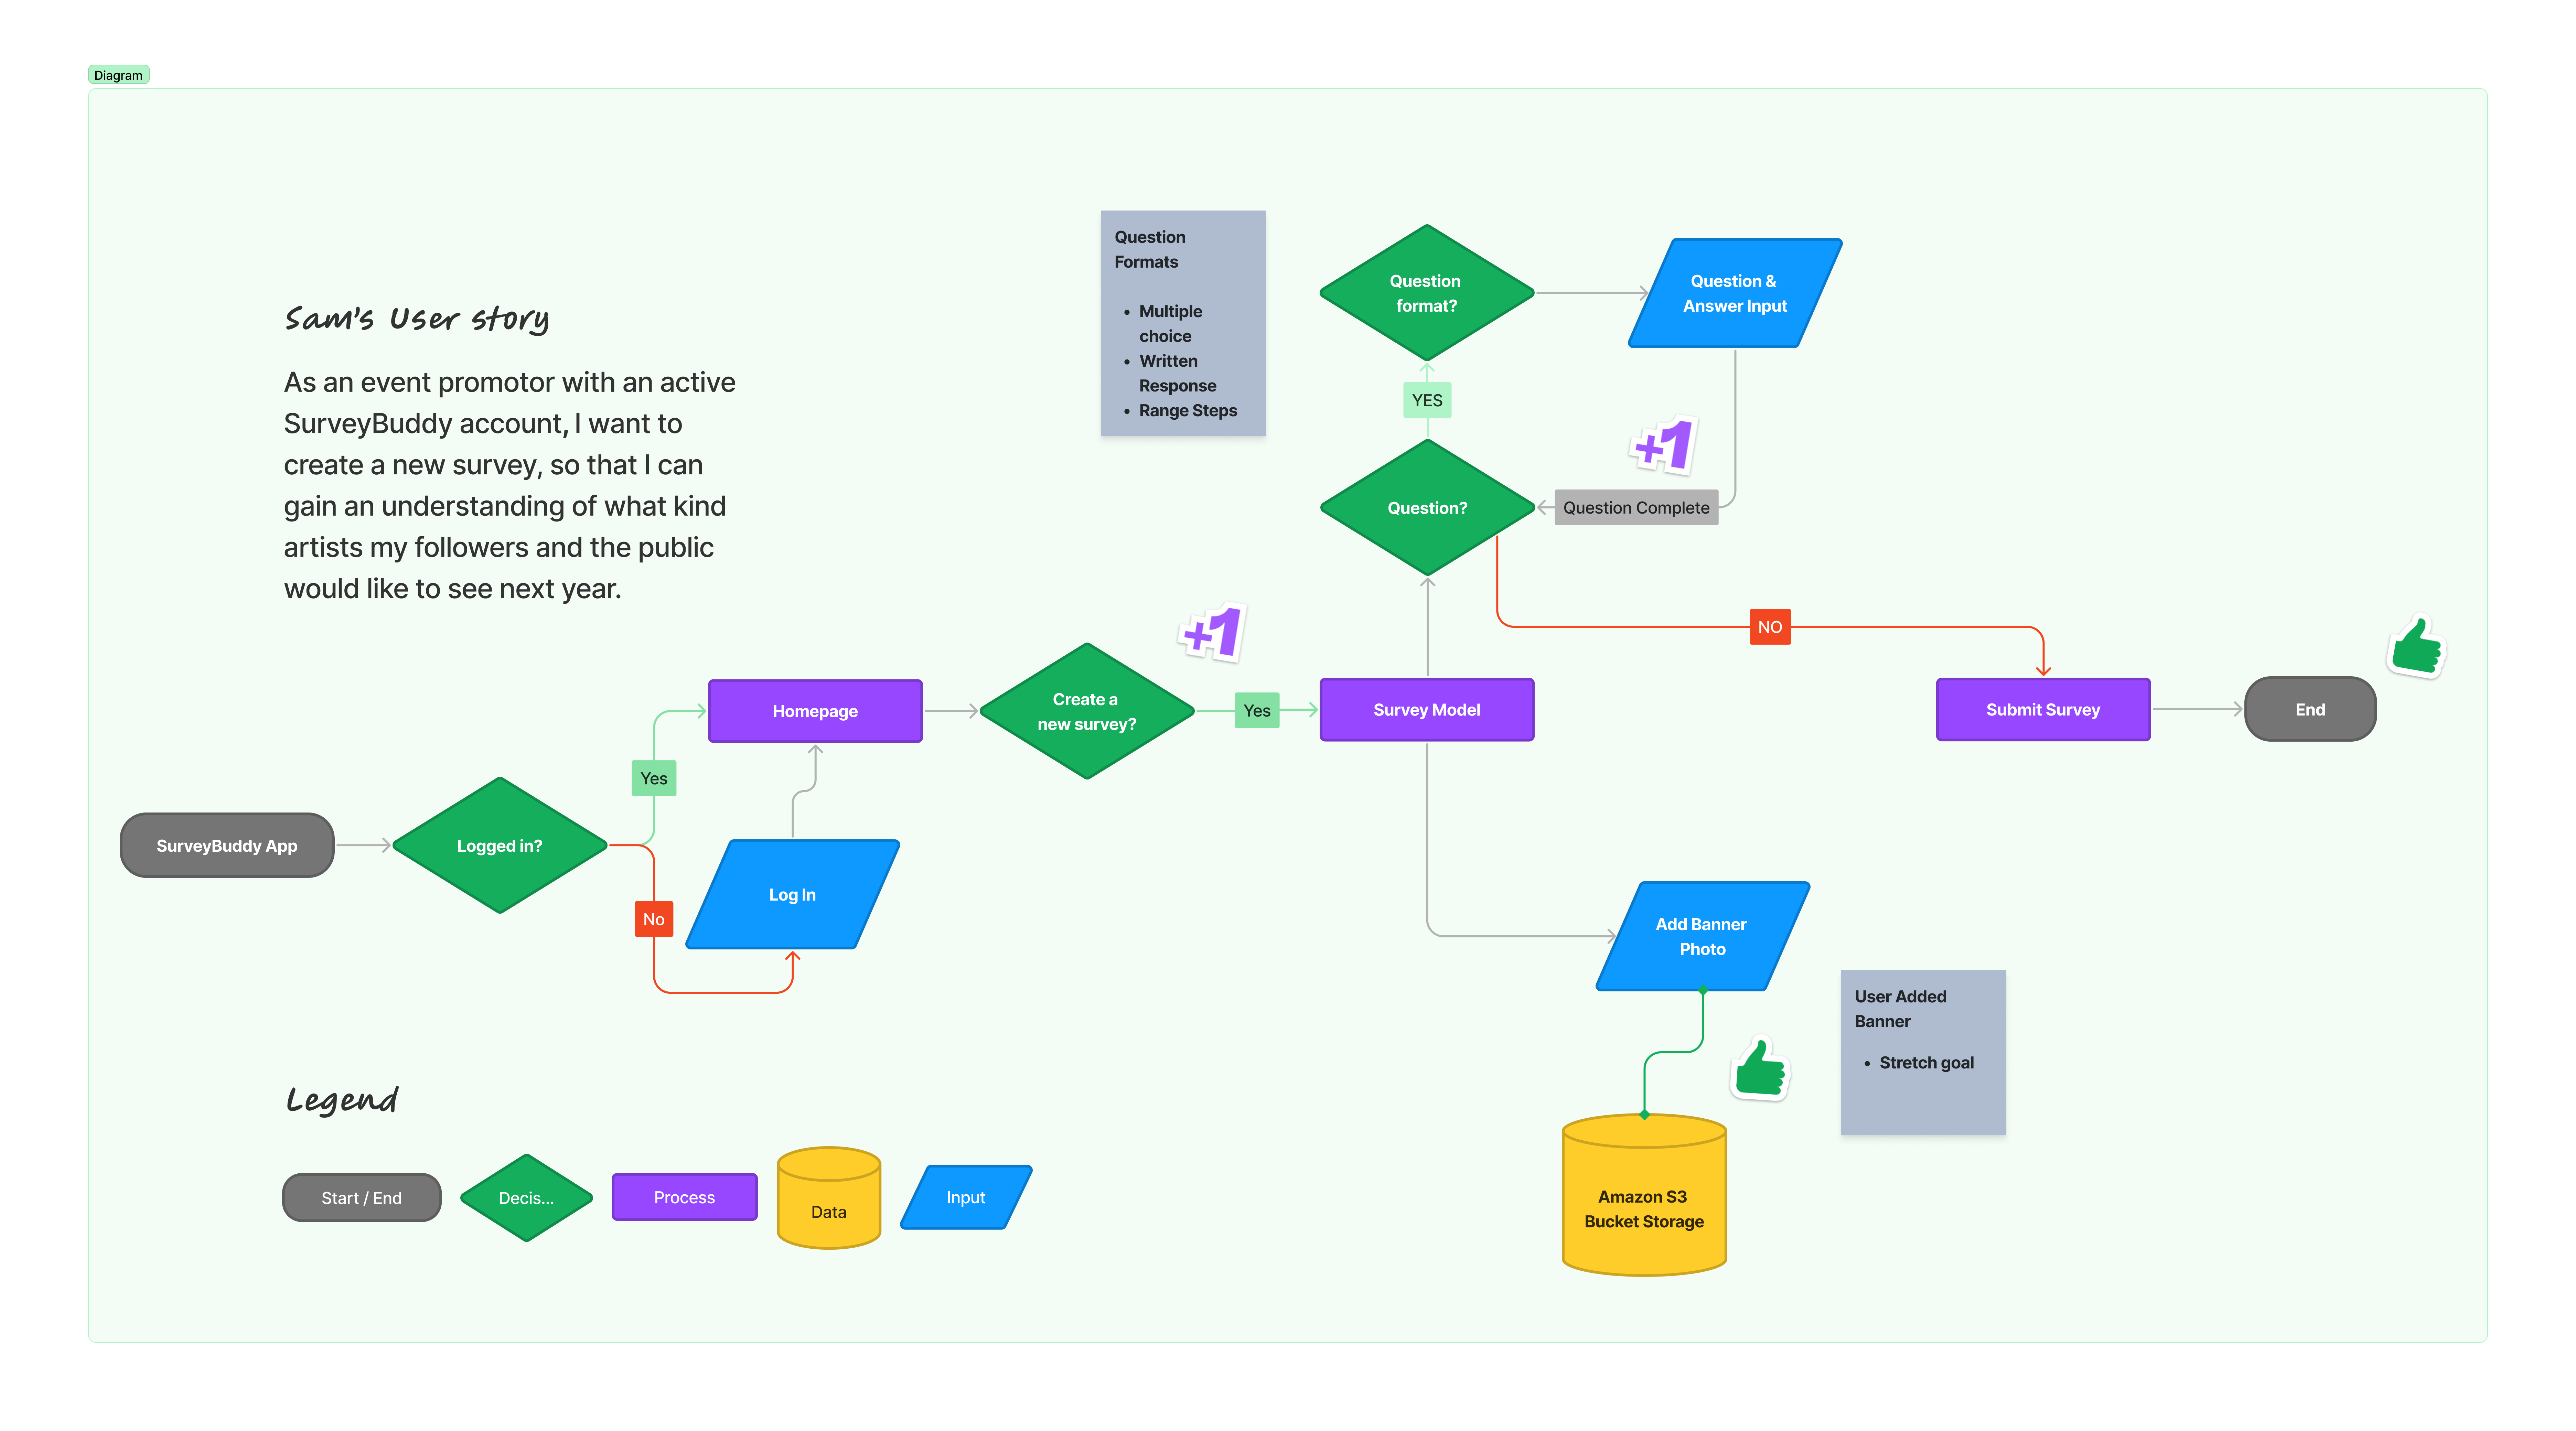 Diagram
Sam's User story
As an event promotor with an active
SurveyBuddy account, I want to
create a new survey, so that I can
gain an understanding of what kind
artists my followers and the public
would like to see next year.
Question
Formats
• Multiple
choice
• Written
Response
• Range Steps
Question
format?
Question &
Answer Input
YES
+1
Question?
Question Complete
NO
+1
Homepage
Create a
new survey?
Yes
Survey Model
Submit Survey
End
Yes
SurveyBuddy App
Logged in?
No
Log In
Add Banner
Photo
User Added
Banner
• Stretch goal
Amazon S3
Bucket Storage
Legend
Start / End
Decis...
Process
Data
Input